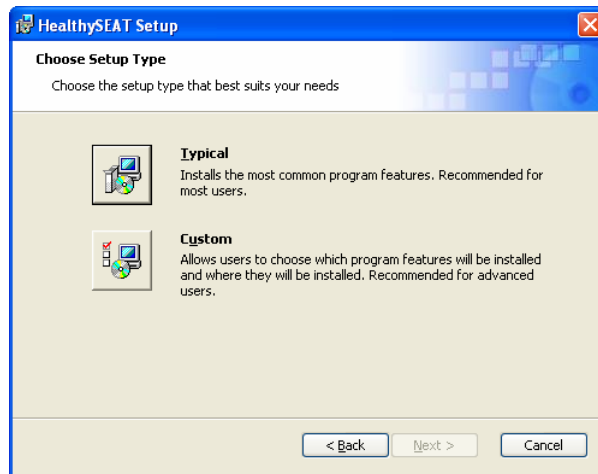 HealthySEAT Setup
Choose Setup Type
Choose the setup type that best suits your needs
Typical
Installs the most common program features. Recommended for
most users.
Custom
Allows users to choose which program features will be installed
and where they will be installed. Recommended for advanced
users.
< Back Next > Cancel